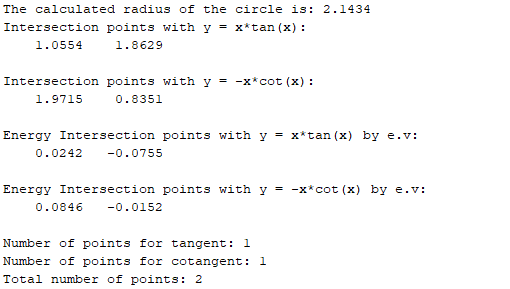 The calculated radius of the circle is: 2.1434
Intersection points with y = x*tan(x):
1.0554 1.8629
Intersection points with y = -x*cot(x):
1.9715 0.8351
Energy Intersection points with y = x*tan(x) by e.v:
0.0242 -0.0755
Energy Intersection points with y = -x*cot(x) by e.v:
0.0846 -0.0152
Number of points for tangent: 1
Number of points for cotangent: 1
Total number of points: 2